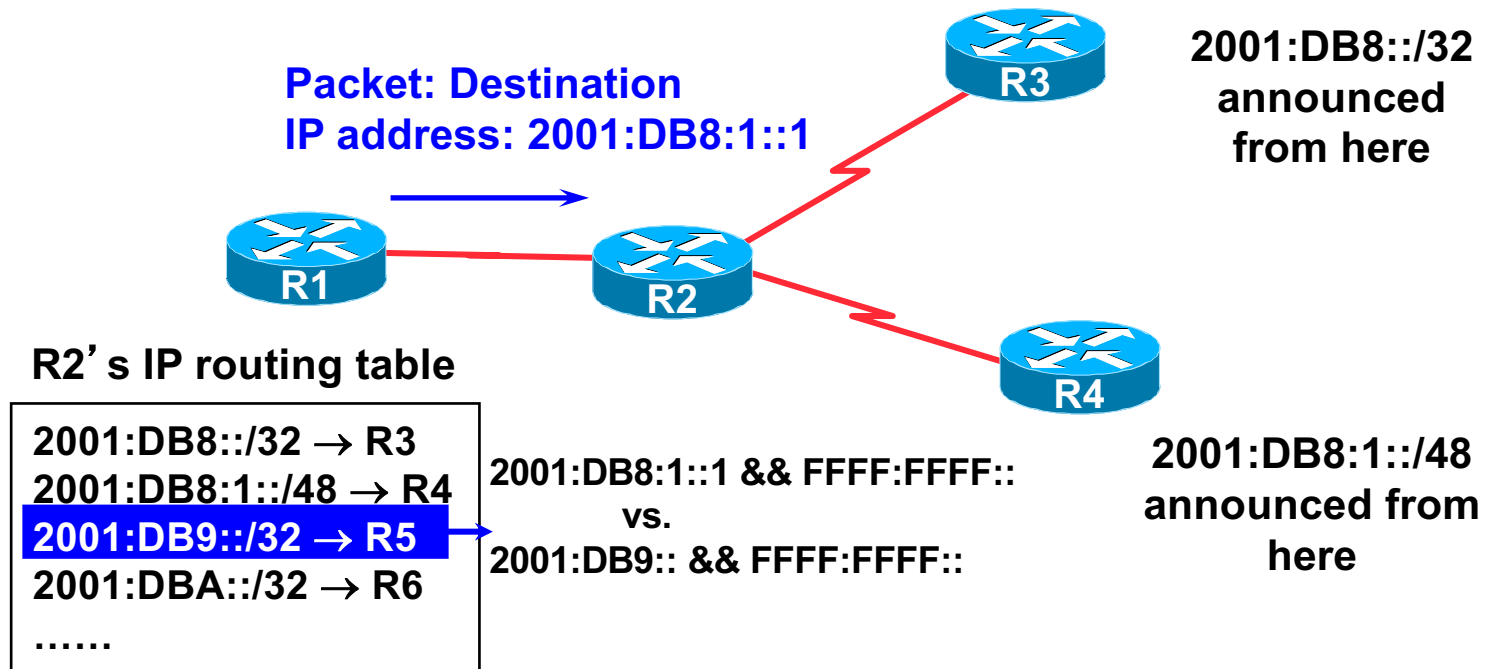 Packet: Destination
IP address: 2001:DB8:1::1
R3
2001:DB8::/32
announced
from here
R1
R2
R4
2001:DB8:1::/48
announced from
here
R2’s IP routing table
2001:DB8::/32 → R3
2001:DB8:1::/48 → R4
2001:DB9::/32 → R5
2001:DBA::/32 → R6
……
2001:DB8:1::1 && FFFF:FFFF::
vs.
2001:DB9:: && FFFF:FFFF::